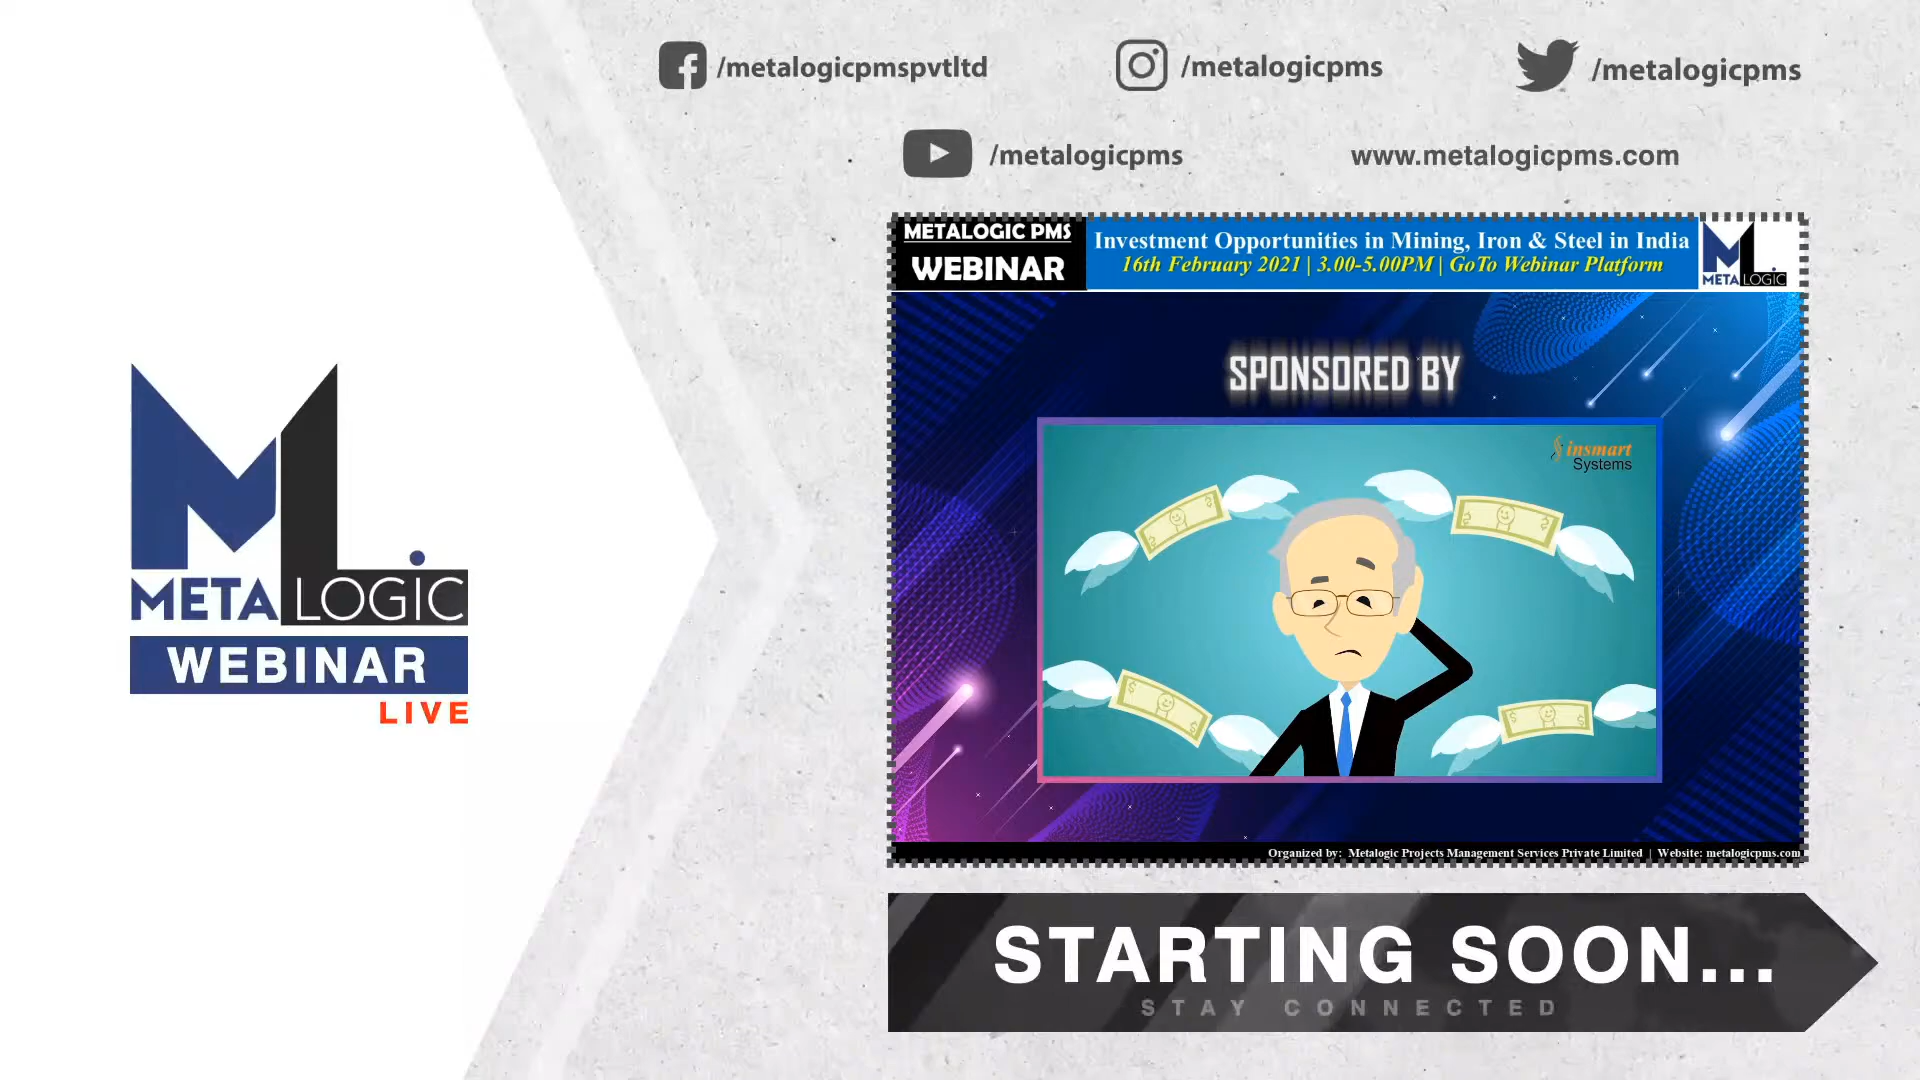 /metalogicpmspvtltd
/metalogicpms
/metalogicpms
/metalogicpms
www.metalogicpms.com
METALOGIC PMS
WEBINAR
Investment Opportunities in Mining, Iron & Steel in India
16th February 2021 | 3.00-5.00PM | GoTo Webinar Platform
ML
META LOGIC
SPONSORED BY
insmart
Systems
ML
META LOGIC
WEBINAR
LIVE
Organized by: Metalogic Projects Management Services Private Limited | Website: metalogicpms.com
STARTING SOON...
STAY CONNECTED